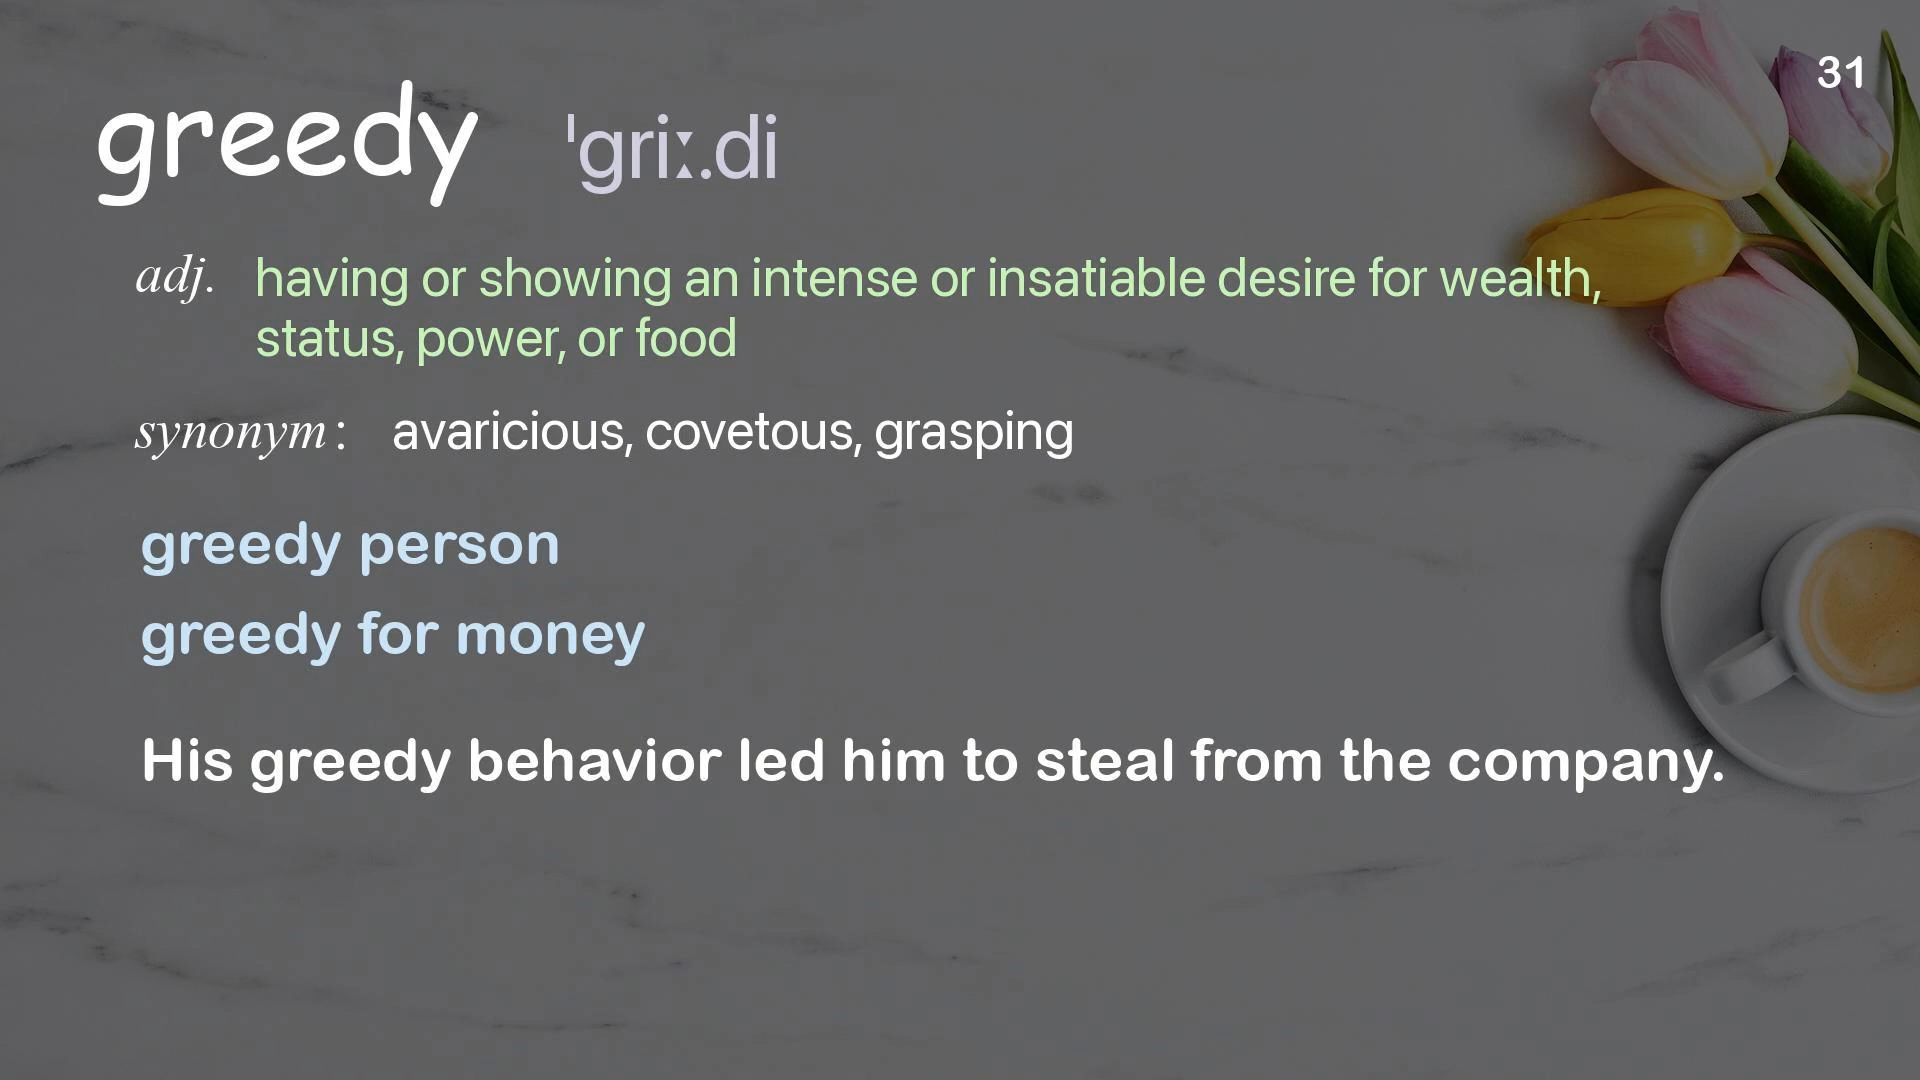 31
greedy ˈgriː.di
adj. having or showing an intense or insatiable desire for wealth,
status, power, or food
synonym: avaricious, covetous, grasping
greedy person
greedy for money
His greedy behavior led him to steal from the company.